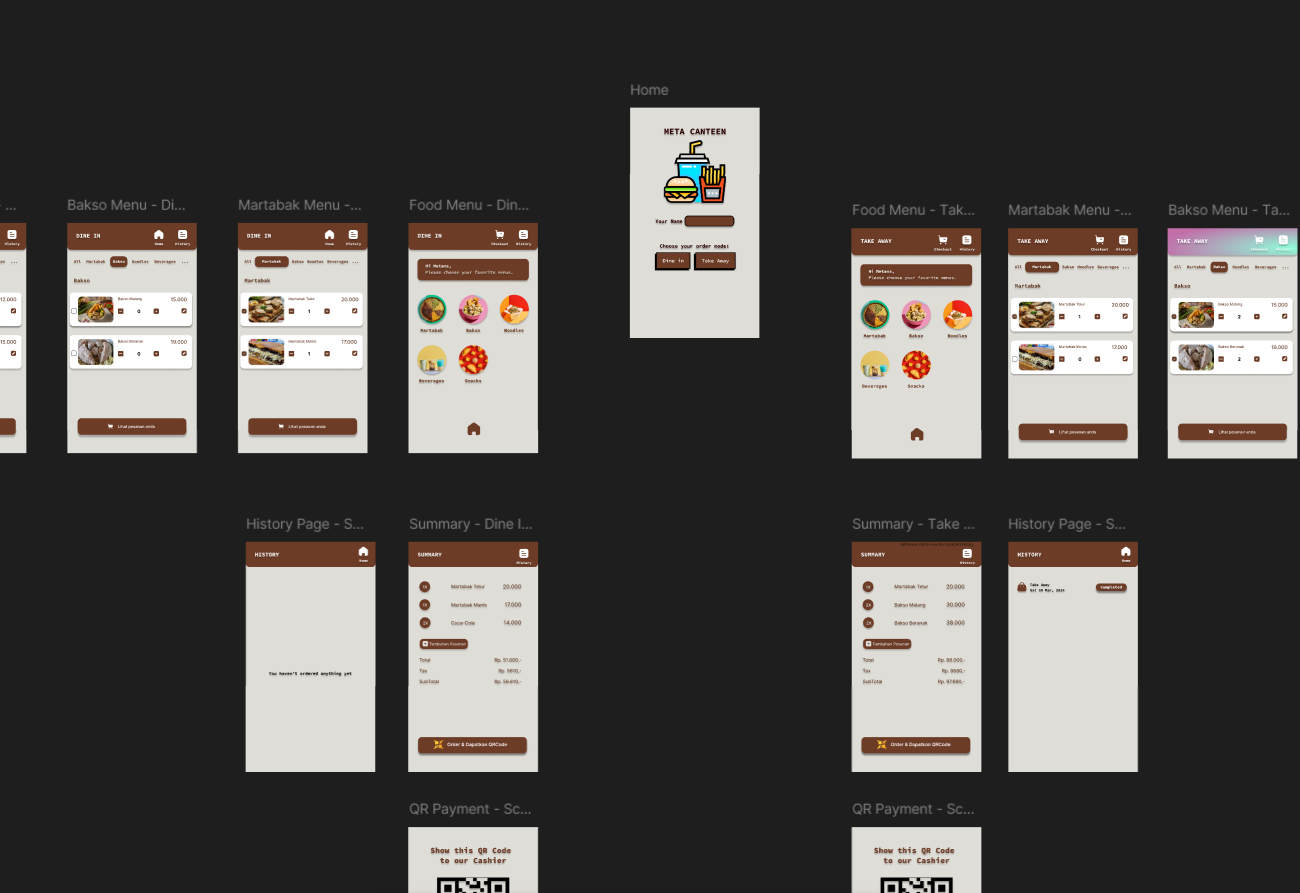 Home
META CANTEEN
Your Name
Choose your order mode:
Dine in
Take Away
- ...
History
...
12.000
15.000
Bakso Menu - Di...
DINE IN
Home
History
All Martabak Bakso Noodles Beverages ...
Bakso
Bakso Malang
15.000
0
Bakso Beranak
19.000
0
Lihat pesanan anda
Martabak Menu -...
DINE IN
Home
History
All Martabak Bakso Noodles Beverages ...
Martabak
Martabak Telur
20.000
1
Martabak Manis
17.000
1
Lihat pesanan anda
Food Menu - Din...
DINE IN
Checkout
History
Please choose your favorite menu..
Martabak
Bakso
Noodles
Beverages
Snacks
Food Menu - Tak...
TAKE AWAY
Checkout
History
Please choose your favorite menu..
Martabak
Bakso
Noodles
Beverages
Snacks
Martabak Menu -...
TAKE AWAY
Checkout
History
All Martabak Bakso Noodles Beverages ...
Martabak
Martabak Telur
20.000
1
Martabak Manis
17.000
0
Lihat pesanan anda
Bakso Menu - Ta...
TAKE AWAY
Checkout
History
All Martabak Bakso Noodles Beverages ...
Bakso
Bakso Malang
15.000
2
Bakso Beranak
19.000
2
Lihat pesanan anda
History Page - S...
HISTORY
Home
You haven't ordered anything yet
Summary - Dine I...
SUMMARY
History
1X Martabak Telur 20.000
1X Martabak Manis 17.000
2X Coca-Cola 14.000
Tambahan Pesanan
Total Rp. 51.000,-
Tax Rp. 5610,-
SubTotal Rp. 56.610,-
Order & Dapatkan QRCode
Summary - Take ...
SUMMARY
History
1X Martabak Telur 20.000
2X Bakso Malang 30.000
2X Bakso Beranak 38.000
Tambahan Pesanan
Total Rp. 88.000,-
Tax Rp. 9680,-
SubTotal Rp. 97.680,-
Order & Dapatkan QRCode
History Page - S...
HISTORY
Home
Take Away
Completed
QR Payment - Sc...
Show this QR Code
to our Cashier
QR Payment - Sc...
Show this QR Code
to our Cashier